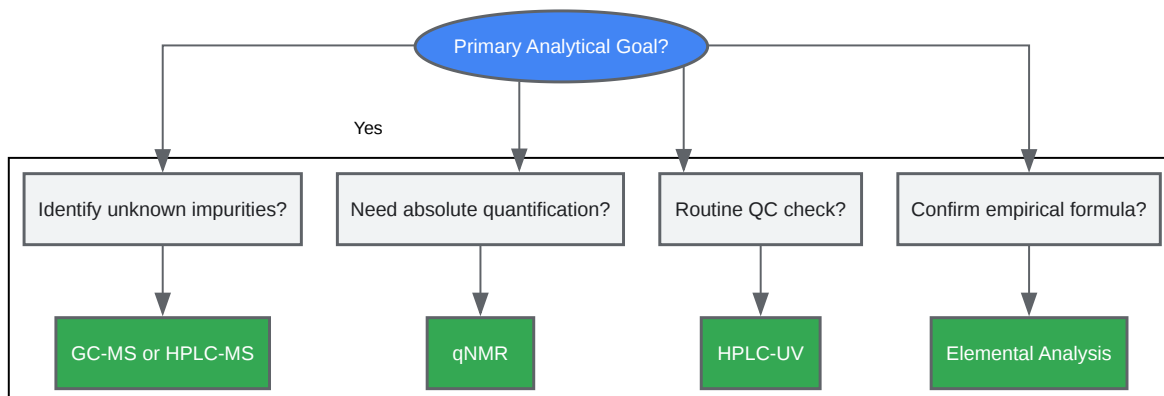 Primary Analytical Goal?
Yes
Identify unknown impurities?
Need absolute quantification?
Routine QC check?
Confirm empirical formula?
GC-MS or HPLC-MS
qNMR
HPLC-UV
Elemental Analysis